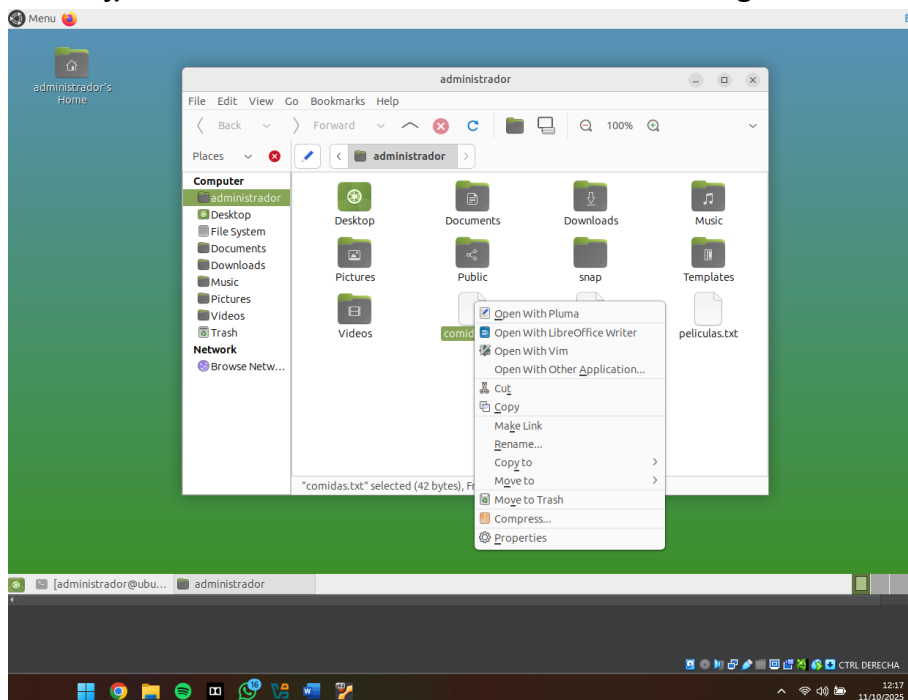 Menu
administrador's
Home
administrador
File Edit View Go Bookmarks Help
Back
Forward
100%
Places
administrador
Computer
administrador
Desktop
File System
Documents
Downloads
Music
Pictures
Videos
Trash
Network
Browse Netw...
Desktop
Documents
Downloads
Music
Pictures
Public
snap
Templates
Videos
peliculas.txt
Open With Pluma
Open With LibreOffice Writer
Open With Vim
Open With Other Application...
Cut
Copy
Make Link
Rename...
Copy to
Move to
Move to Trash
Compress...
Properties
"comidas.txt" selected (42 bytes),
[administrador@ubu...
administrador
CTRL DERECHA
16
12:17
11/10/2025